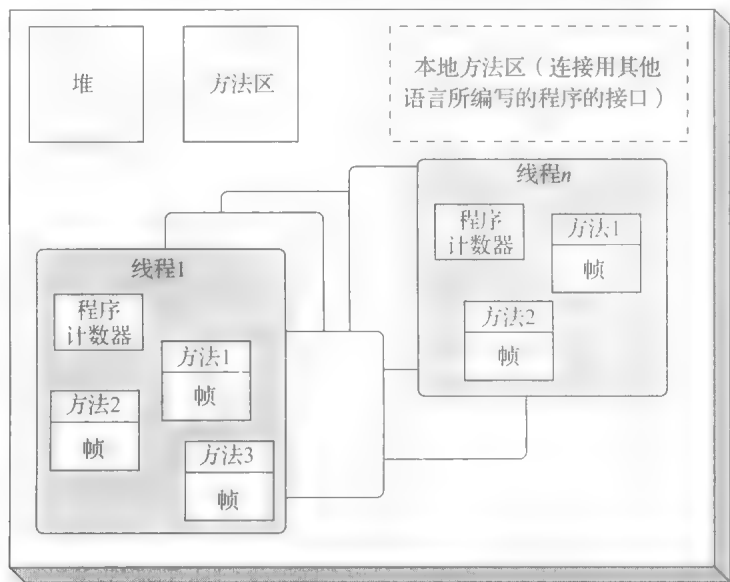 堆
方法区
本地方法区（连接用其他
语言所编写的程序的接口）
线程n
程序
计数器
方法1
帧
方法2
帧
线程1
程序
计数器
方法1
帧
方法2
帧
方法3
帧